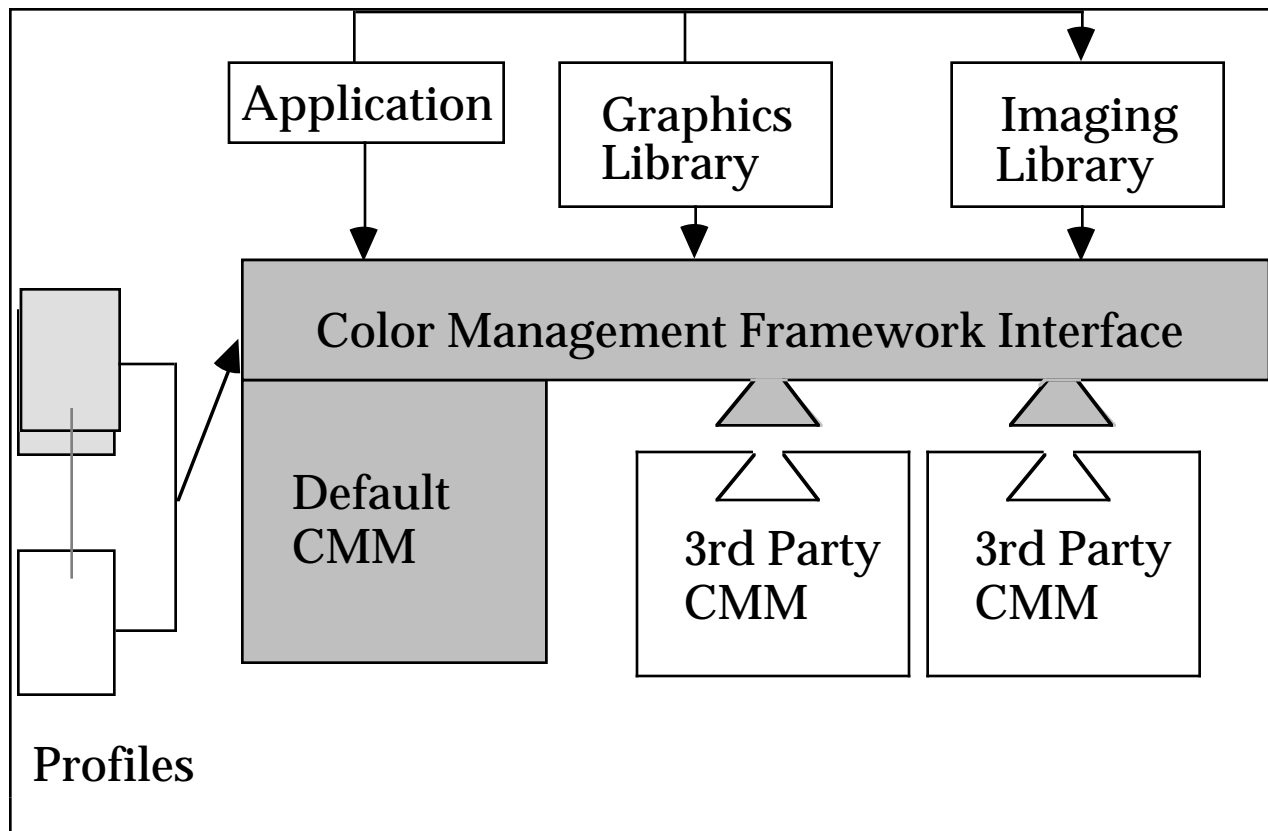 Application
Graphics
Library
Imaging
Library
Color Management Framework Interface
Default
CMM
3rd Party
CMM
3rd Party
CMM
Profiles